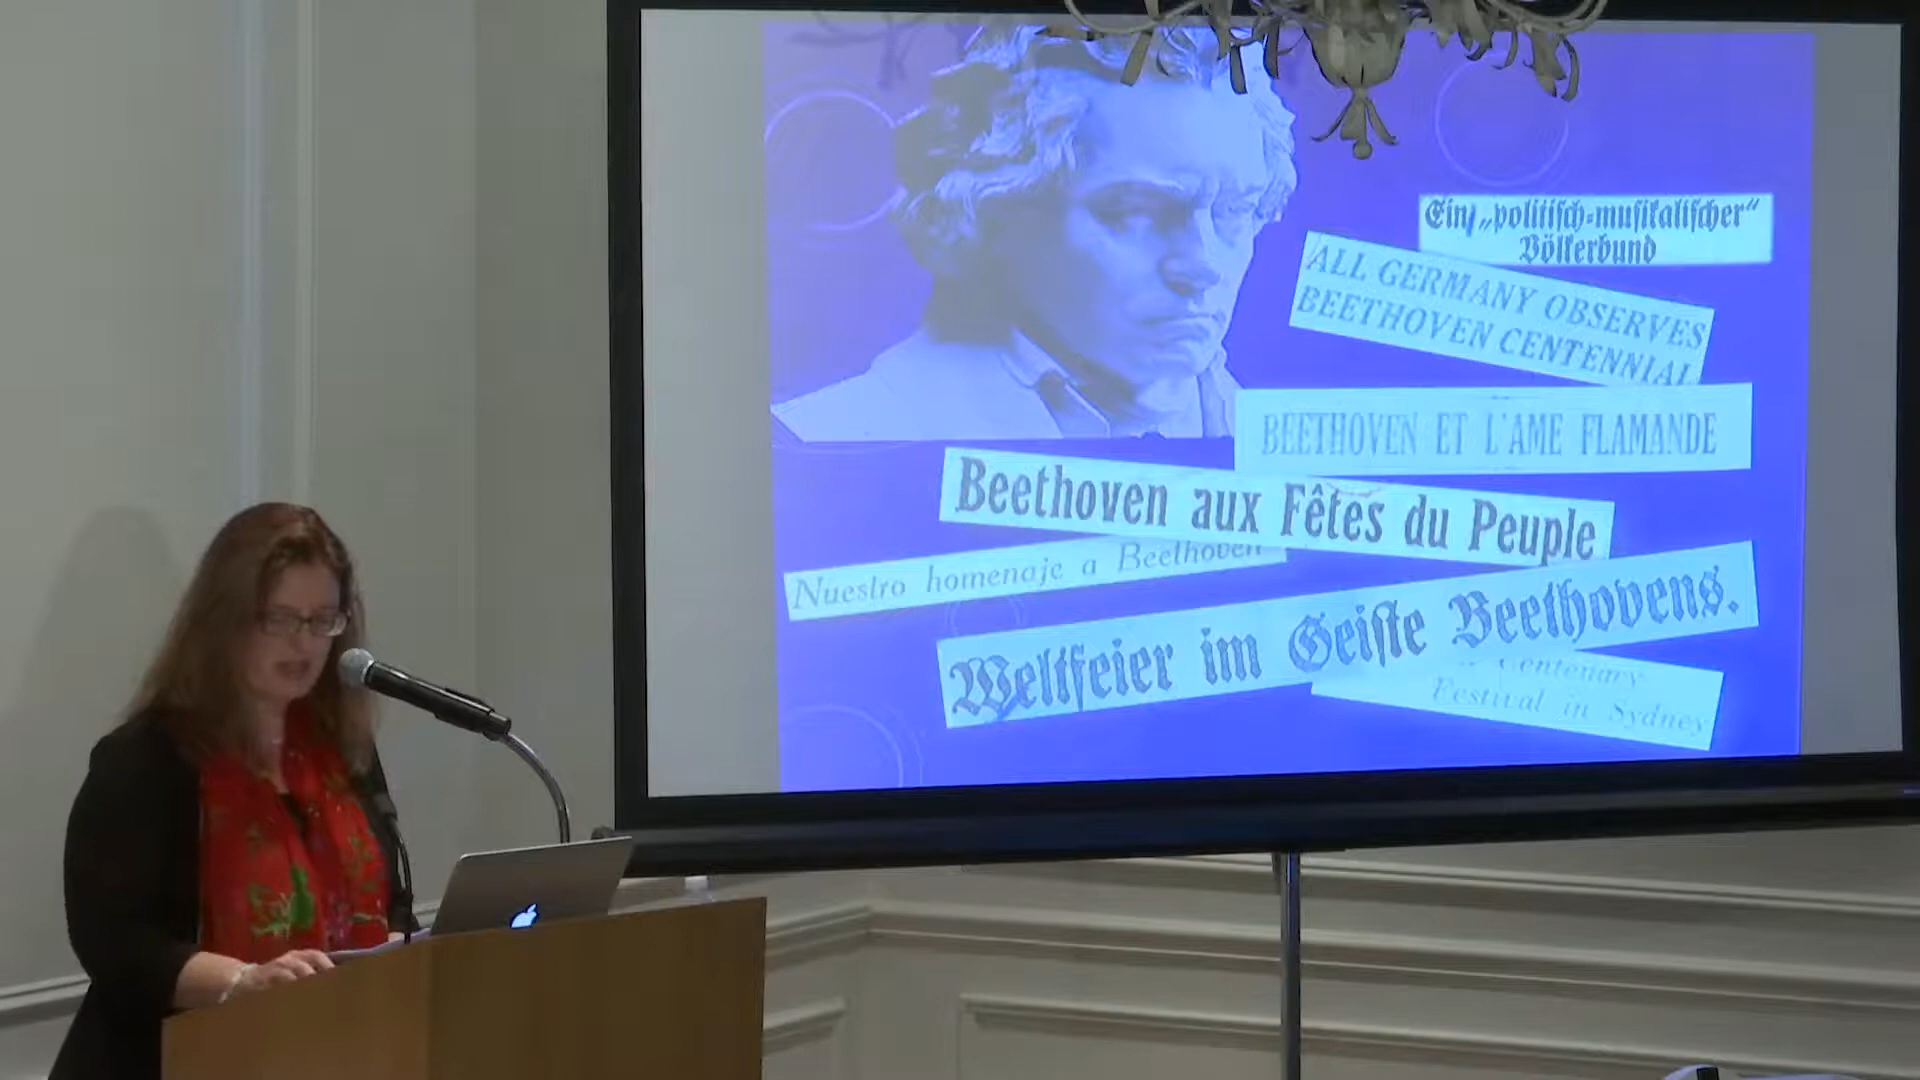 Ein „politisch-musikalischer“
Völkerbund
ALL GERMANY OBSERVES
BEETHOVEN CENTENNIAL
BEETHOVEN ET L'AME FLAMANDE
Beethoven aux Fêtes du Peuple
Nuestro homenaje a Beethoven
Weltfeier im Geiste Beethovens.
Centenary
Festival in Sydney